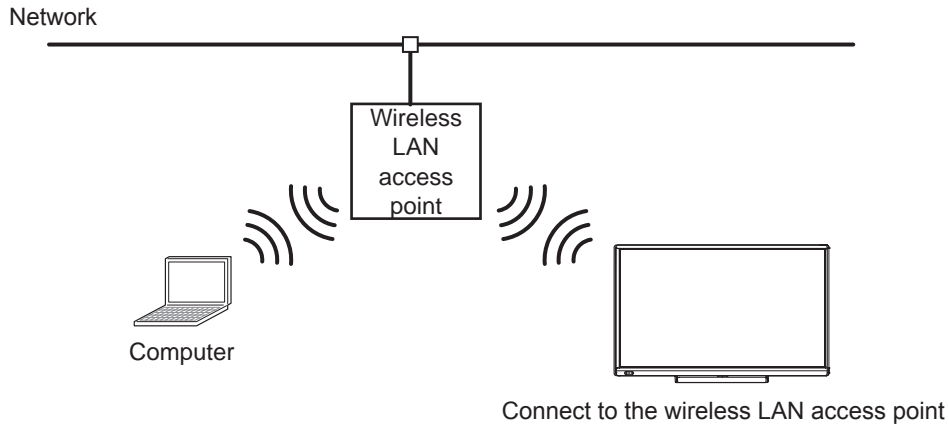 Network
Wireless
LAN
access
point
Computer
Connect to the wireless LAN access point